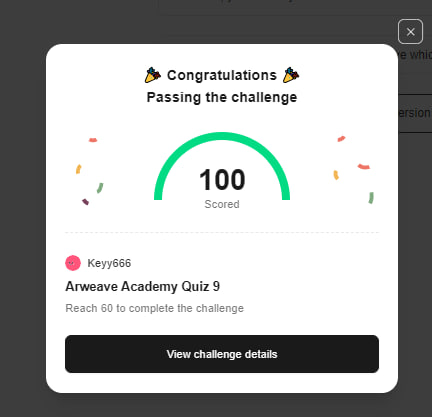 🎉 Congratulations 🎉
Passing the challenge
100
Scored
Keyy666
Arweave Academy Quiz 9
Reach 60 to complete the challenge
View challenge details